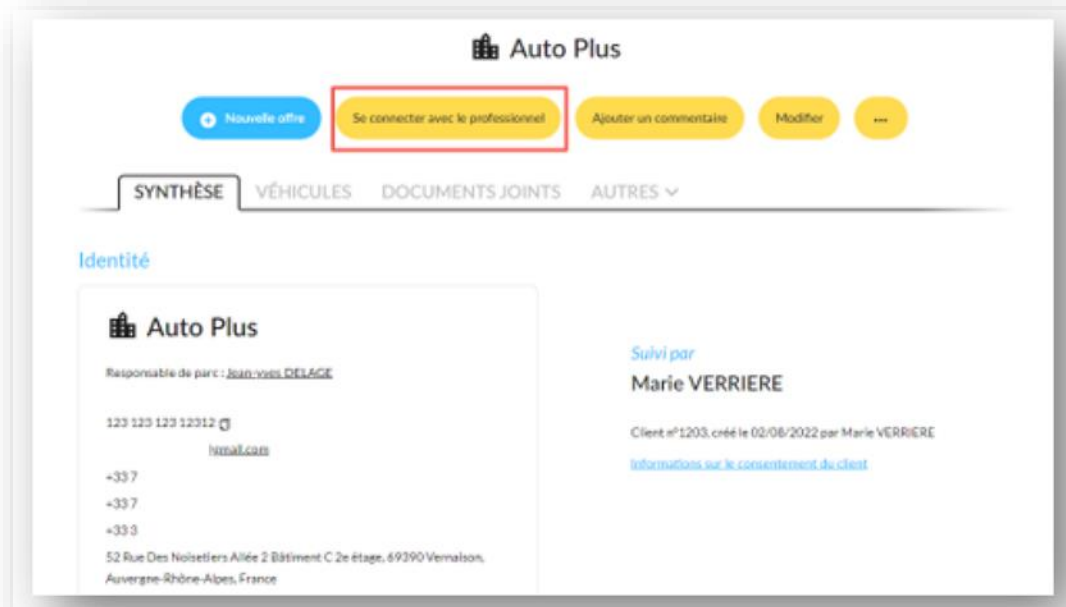 Auto Plus
Nouvelle offre Se connecter avec le professionnel Ajouter un commentaire Modifier ...
SYNTHÈSE VÉHICULES DOCUMENTS JOINTS AUTRES
Identité
Auto Plus
Responsable de parc : Jean-yves DELAGE
123 123 123 12312
gmail.com
+33 7
+33 7
+33 3
52 Rue Des Noisetiers Allée 2 Bâtiment C 2e étage, 69390 Vernaison,
Auvergne-Rhône-Alpes, France
Suivi par
Marie VERRIERE
Client n°1203, créé le 02/08/2022 par Marie VERRIERE
Informations sur le consentement du client